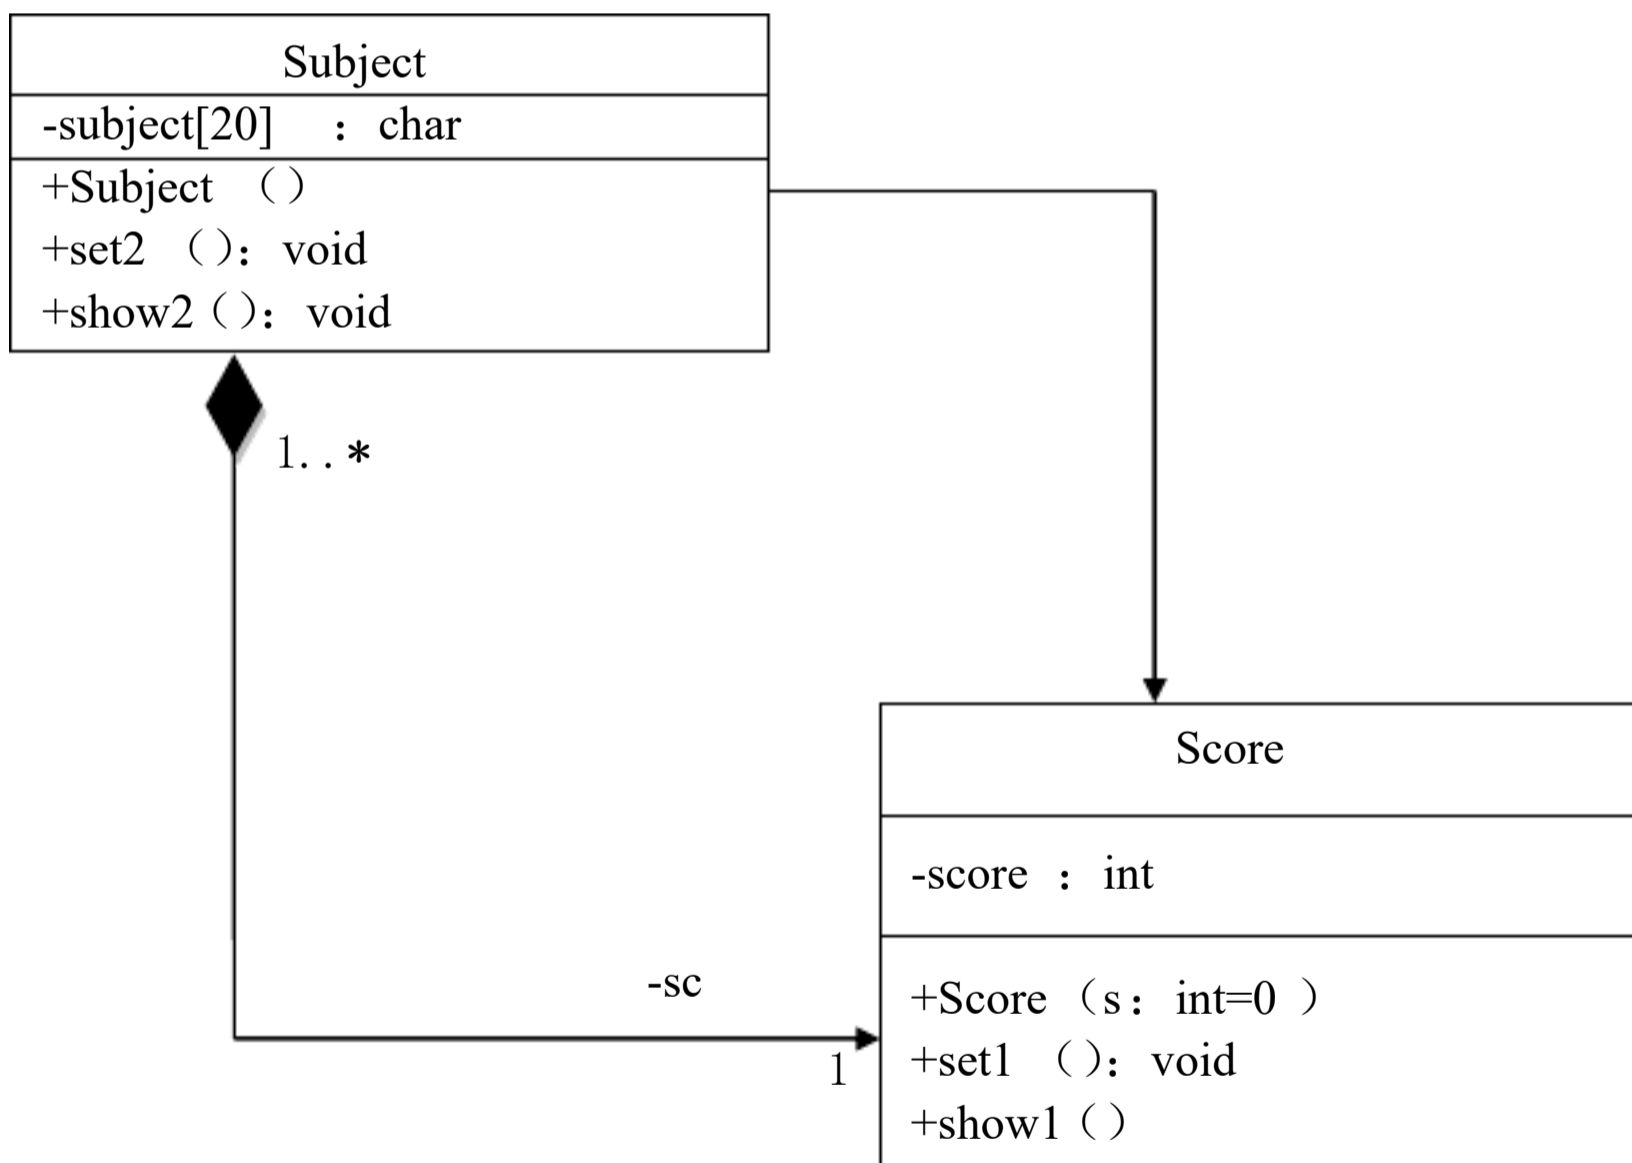 Subject
-subject[20] ：char
+Subject （）
+set2 （）：void
+show2（）：void
1..*
Score
-score ：int
-sc
1
+Score（s：int=0 ）
+set1 （）：void
+show1（）